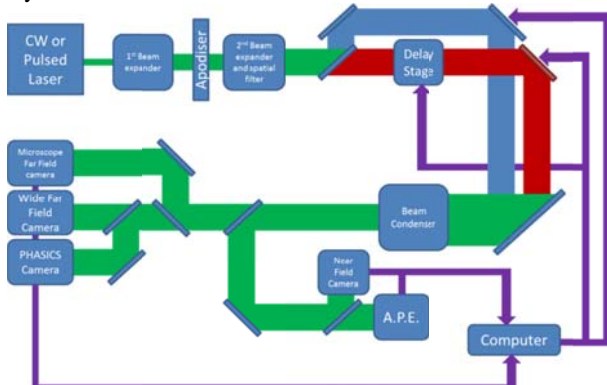 CW or
Pulsed
Laser
1st Beam
expander
Apodiser
2nd Beam
expander
and spatial
filter
Delay
Stage
Microscope
Far Field
camera
Wide Far
Field
Camera
PHASICS
Camera
Beam
Condenser
Near
Field
Camera
A.P.E.
Computer